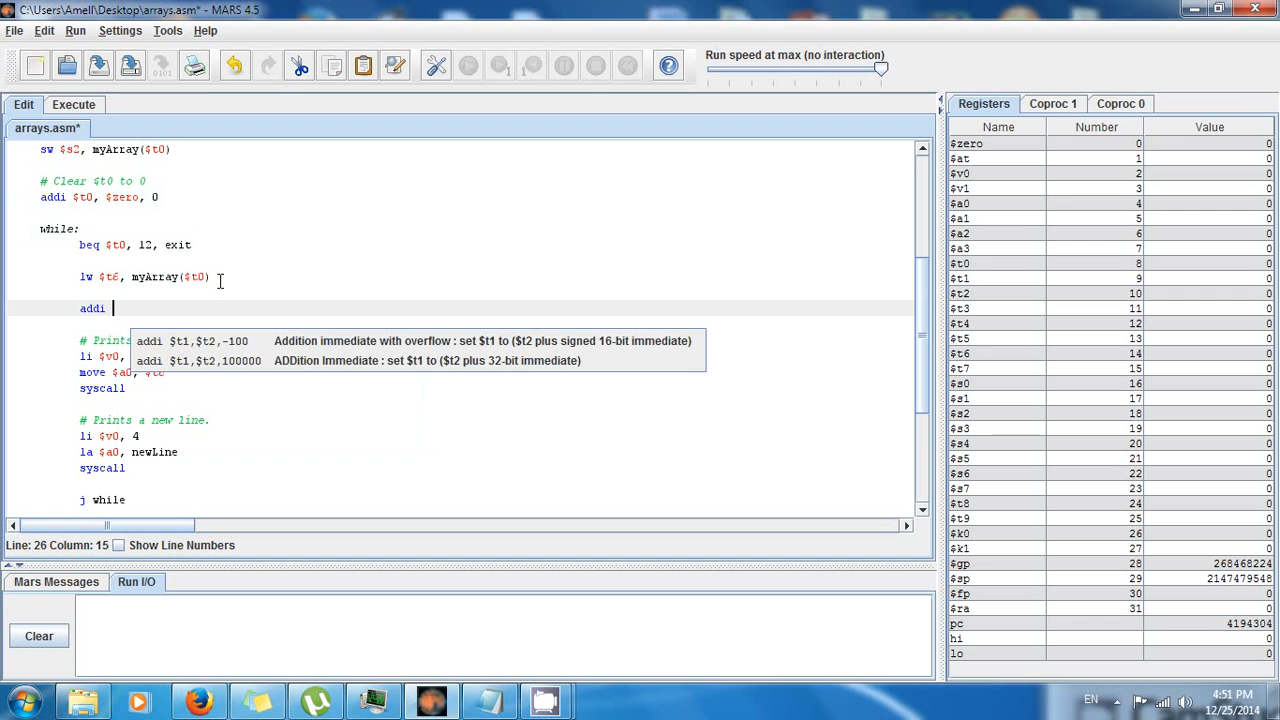 C:\Users\Amell\Desktop\arrays.asm* - MARS 4.5
File Edit Run Settings Tools Help
Run speed at max (no interaction)
Edit Execute
arrays.asm*
sw $s2, myArray($t0)
# Clear $t0 to 0
addi $t0, $zero, 0
while:
beq $t0, 12, exit
lw $t6, myArray($t0)
addi
addi $t1,$t2,-100 Addition immediate with overflow : set $t1 to ($t2 plus signed 16-bit immediate)
addi $t1,$t2,100000 ADDition Immediate : set $t1 to ($t2 plus 32-bit immediate)
# Prints
li $v0,
move $a0, $t6
syscall
# Prints a new line.
li $v0, 4
la $a0, newLine
syscall
j while
Line: 26 Column: 15 Show Line Numbers
Mars Messages Run I/O
Clear
Registers Coproc 1 Coproc 0
Name Number Value
$zero 0 0
$at 1 0
$v0 2 0
$v1 3 0
$a0 4 0
$a1 5 0
$a2 6 0
$a3 7 0
$t0 8 0
$t1 9 0
$t2 10 0
$t3 11 0
$t4 12 0
$t5 13 0
$t6 14 0
$t7 15 0
$s0 16 0
$s1 17 0
$s2 18 0
$s3 19 0
$s4 20 0
$s5 21 0
$s6 22 0
$s7 23 0
$t8 24 0
$t9 25 0
$k0 26 0
$k1 27 0
$gp 28 268468224
$sp 29 2147479548
$fp 30 0
$ra 31 0
pc 4194304
hi 0
lo 0
EN
4:51 PM
12/25/2014